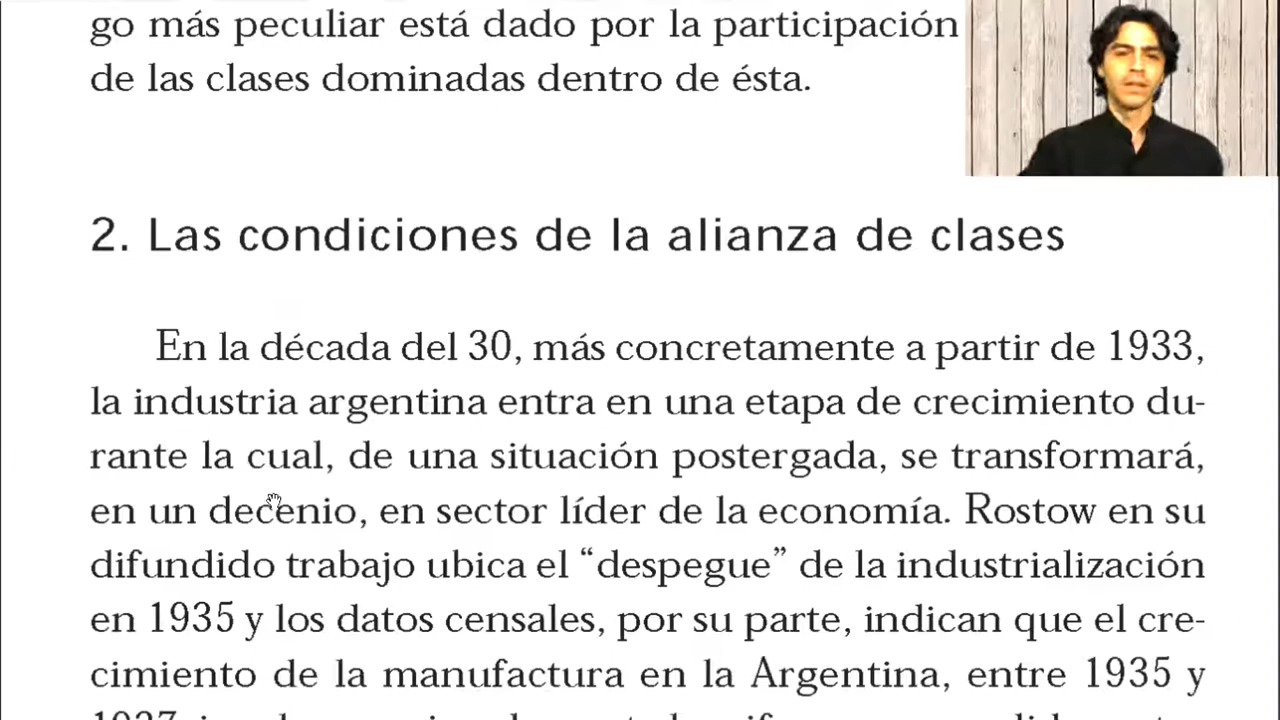 go más peculiar está dado por la participación
de las clases dominadas dentro de ésta.
2. Las condiciones de la alianza de clases
En la década del 30, más concretamente a partir de 1933,
la industria argentina entra en una etapa de crecimiento du-
rante la cual, de una situación postergada, se transformará,
en un decenio, en sector líder de la economía. Rostow en su
difundido trabajo ubica el “despegue” de la industrialización
en 1935 y los datos censales, por su parte, indican que el cre-
cimiento de la manufactura en la Argentina, entre 1935 y